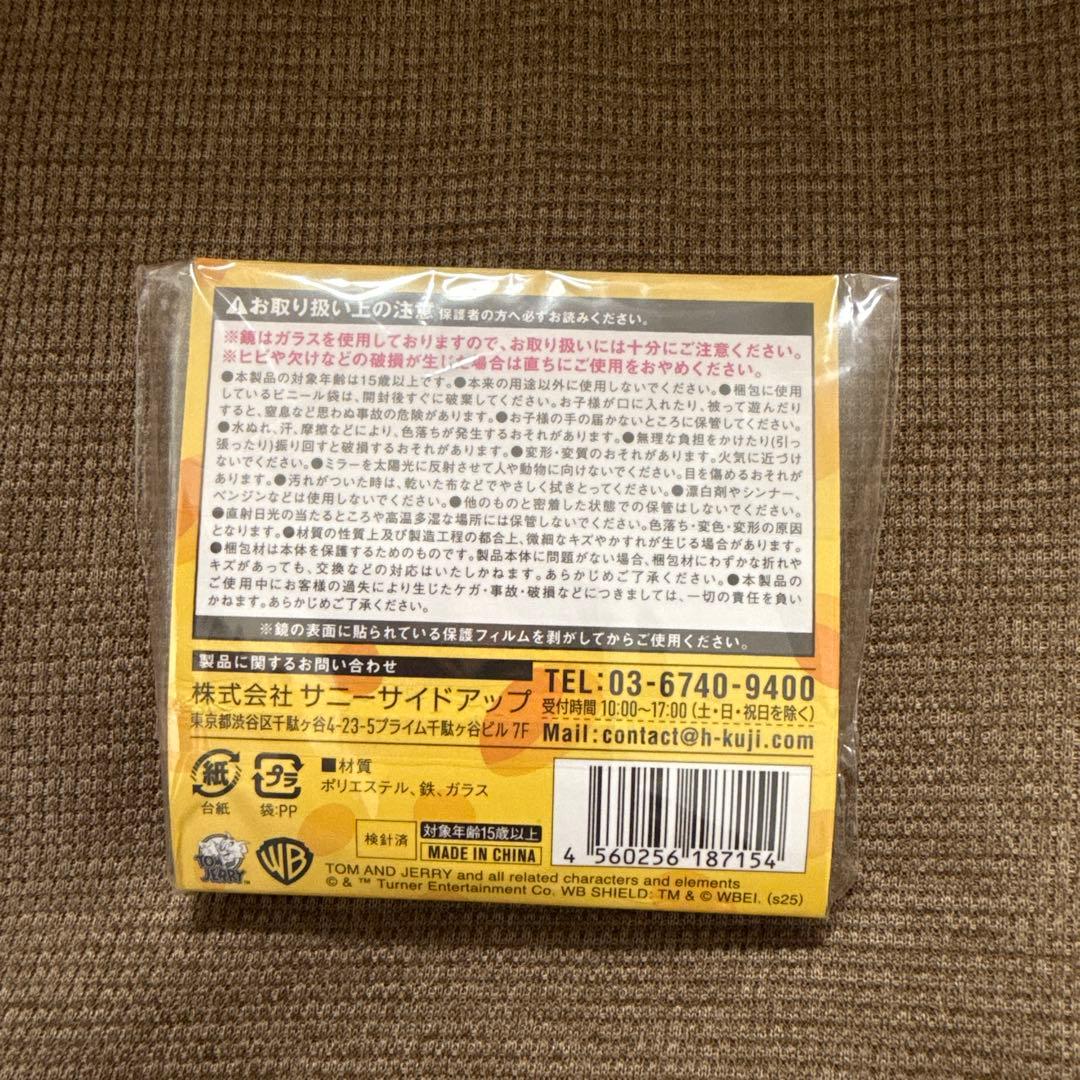 ⚠お取り扱い上の注意 保護者の方へ必ずお読みください。
※鏡はガラスを使用しておりますので、お取り扱いには十分にご注意ください。
※ヒビや欠けなどの破損が生じた場合は直ちにご使用をおやめください。
●本製品の対象年齢は15歳以上です。●本来の用途以外に使用しないでください。●梱包に使用
しているビニール袋は、開封後すぐに破棄してください。お子様が口に入れたり、被って遊んだり
すると、窒息など思わぬ事故の危険があります。●お子様の手の届かないところに保管してください。
●水ぬれ、汗、摩擦などにより、色落ちが発生するおそれがあります。●無理な負担をかけたり(引っ
張ったり)振り回すと破損するおそれがあります。●変形・変質のおそれがあります。火気に近づけ
ないでください。●ミラーを太陽光に反射させて人や動物に向けないでください。目を傷めるおそれが
あります。●汚れがついた時は、乾いた布などでやさしく拭きとってください。●漂白剤やシンナー、
ベンジンなどは使用しないでください。●他のものと密着した状態での保管はしないでください。
●直射日光の当たるところや高温多湿な場所には保管しないでください。色落ち・変色・変形の原因
となります。●材質の性質上及び製造工程の都合上、微細なキズやかすれが生じる場合があります。
●梱包材は本体を保護するためのものです。製品本体に問題がない場合、梱包材にわずかな折れや
キズがあっても、交換などの対応はいたしかねます。あらかじめご了承ください。●本製品の
ご使用中にお客様の過失により生じたケガ・事故・破損などにつきましては、一切の責任を負い
かねます。あらかじめご了承ください。
※鏡の表面に貼られている保護フィルムを剥がしてからご使用ください。
製品に関するお問い合わせ
株式会社 サニーサイドアップ
東京都渋谷区千駄ヶ谷4-23-5プライム千駄ヶ谷ビル 7F
TEL:03-6740-9400
受付時間 10:00〜17:00 (土・日・祝日を除く)
Mail:contact@h-kuji.com
紙
台紙
プラ
袋:PP
■材質
ポリエステル、鉄、ガラス
検針済
対象年齢15歳以上
MADE IN CHINA
4 560256 187154
TOM AND JERRY™
WB
TOM AND JERRY and all related characters and elements
© & ™ Turner Entertainment Co. WB SHIELD: TM & © WBEI. (s25)